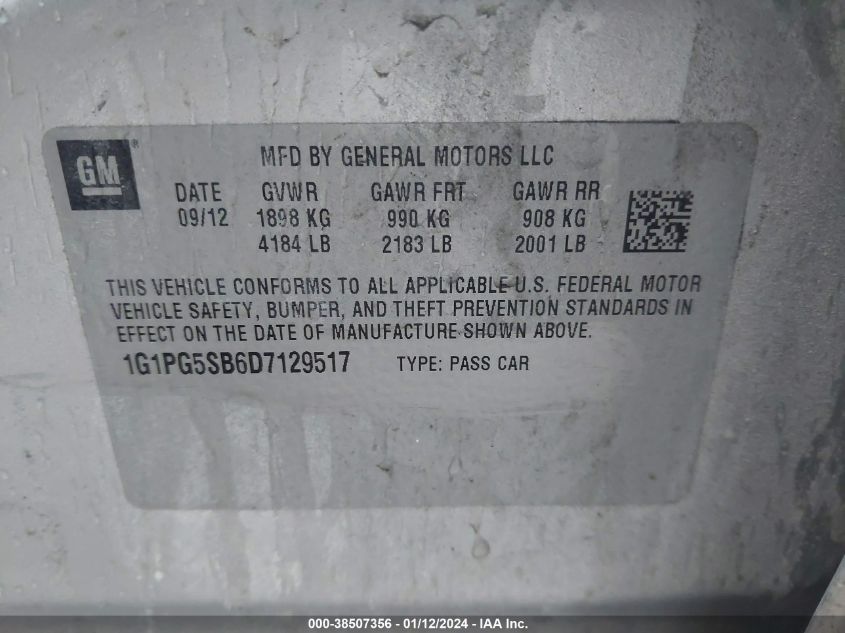 GM®
MFD BY GENERAL MOTORS LLC
DATE GVWR GAWR FRT GAWR RR
09/12 1898 KG 990 KG 908 KG
4184 LB 2183 LB 2001 LB
THIS VEHICLE CONFORMS TO ALL APPLICABLE U.S. FEDERAL MOTOR
VEHICLE SAFETY, BUMPER, AND THEFT PREVENTION STANDARDS IN
EFFECT ON THE DATE OF MANUFACTURE SHOWN ABOVE.
1G1PG5SB6D7129517 TYPE: PASS CAR
000-38507356 - 01/12/2024 - IAA Inc.